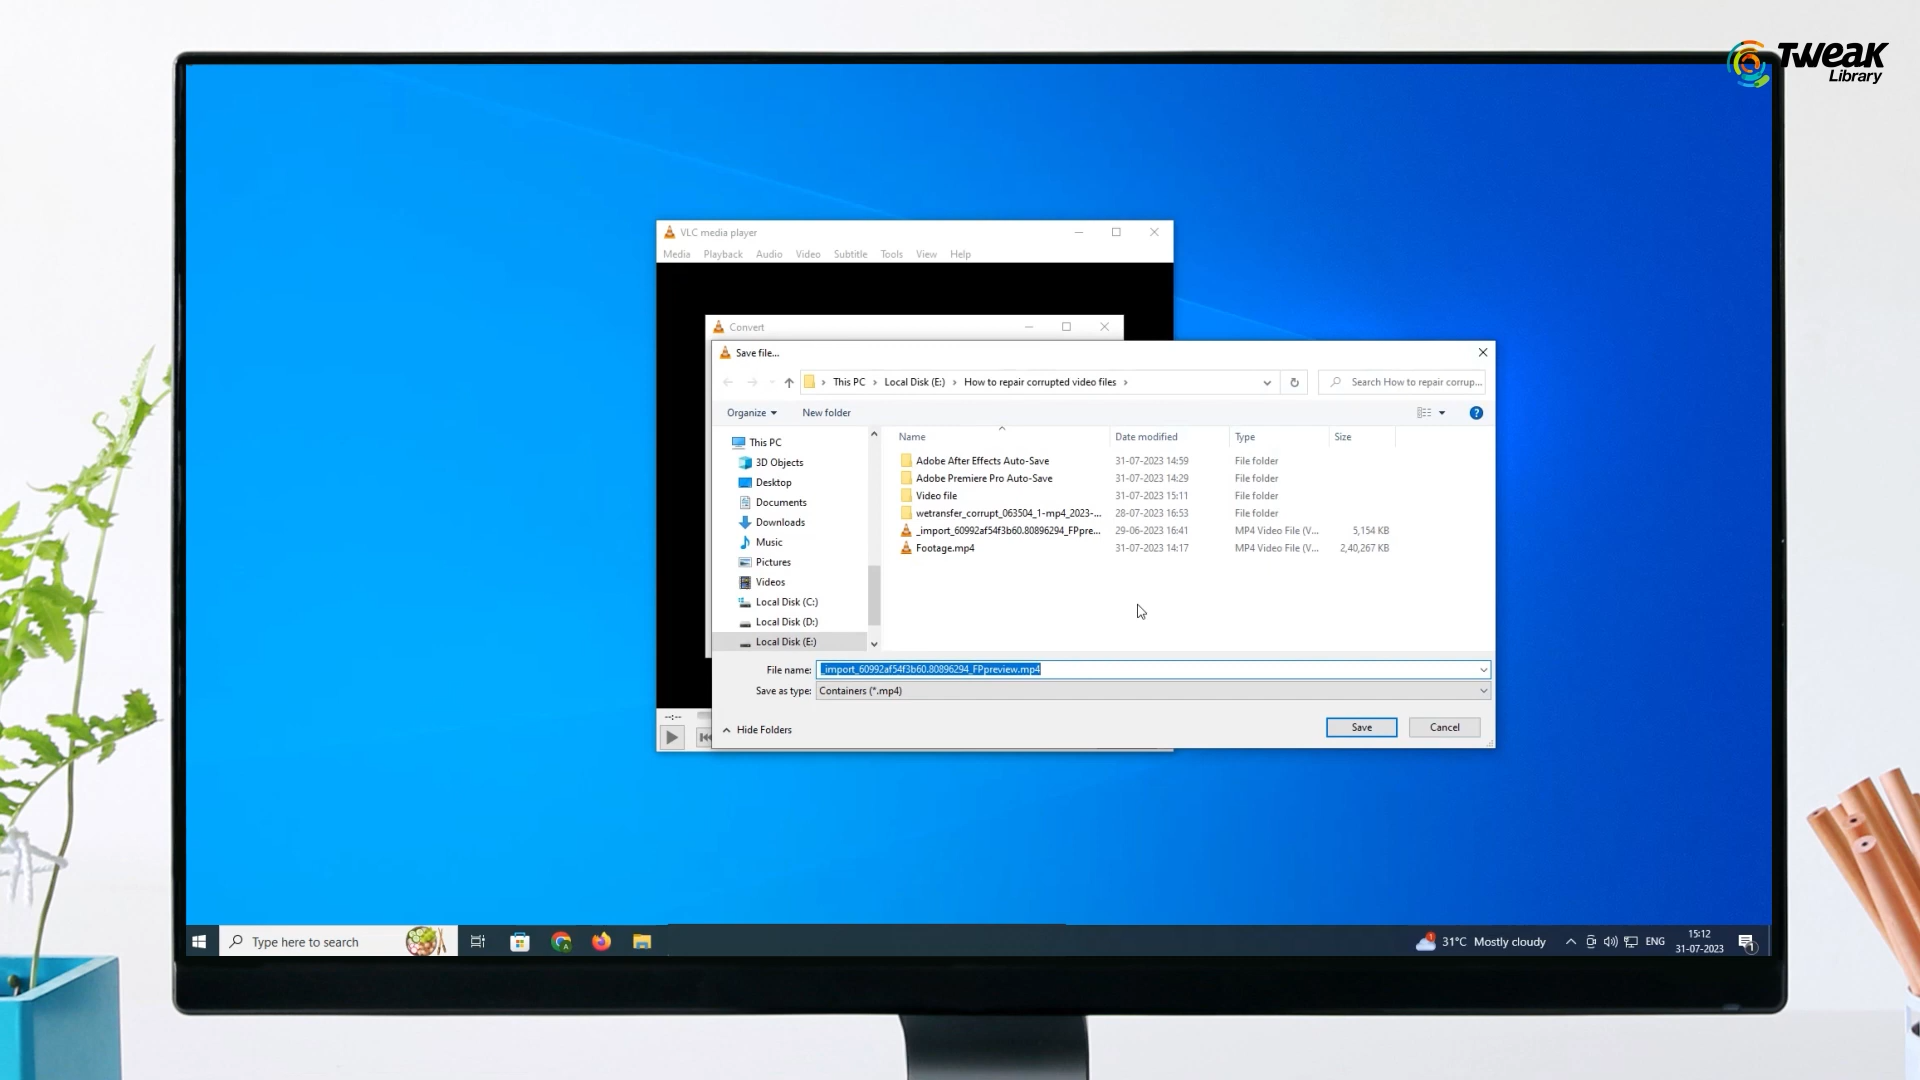 TWEAK
Library
VLC media player
Media Playback Audio Video Subtitle Tools View Help
Convert
Save file...
This PC > Local Disk (E:) > How to repair corrupted video files >
Search How to repair corrup...
Organize New folder
Name Date modified Type Size
This PC
3D Objects
Desktop
Documents
Downloads
Music
Pictures
Videos
Local Disk (C:)
Local Disk (D:)
Local Disk (E:)
Adobe After Effects Auto-Save 31-07-2023 14:59 File folder
Adobe Premiere Pro Auto-Save 31-07-2023 14:29 File folder
Video file 31-07-2023 15:11 File folder
wetransfer_corrupt_063504_1-mp4_2023-... 28-07-2023 16:53 File folder
_import_60992af54f3b60.80896294_FPpre... 29-06-2023 16:41 MP4 Video File (V... 5,154 KB
Footage.mp4 31-07-2023 14:17 MP4 Video File (V... 2,40,267 KB
File name: _import_60992af54f3b60.80896294_FPpreview.mp4
Save as type: Containers (*.mp4)
Hide Folders
Save Cancel
--:--
Type here to search
31°C Mostly cloudy
ENG
15:12
31-07-2023